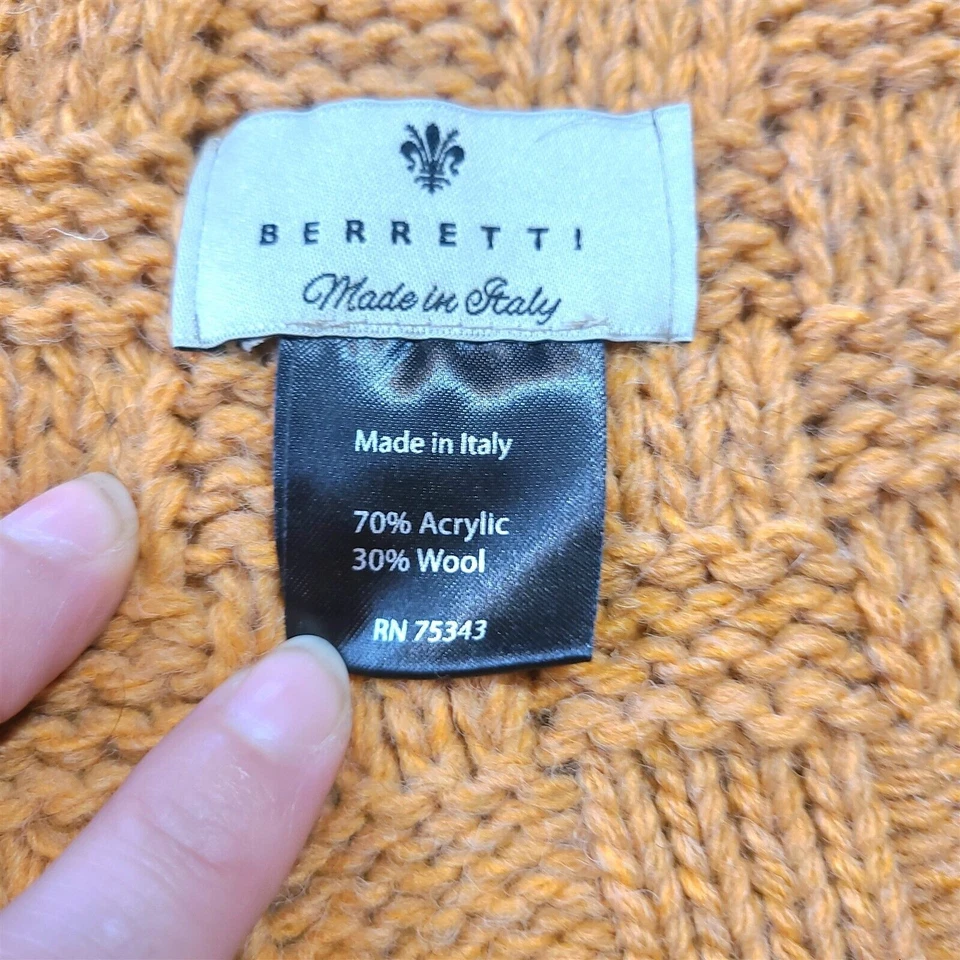 BERRETTI
Made in Italy
Made in Italy
70% Acrylic
30% Wool
RN 75343